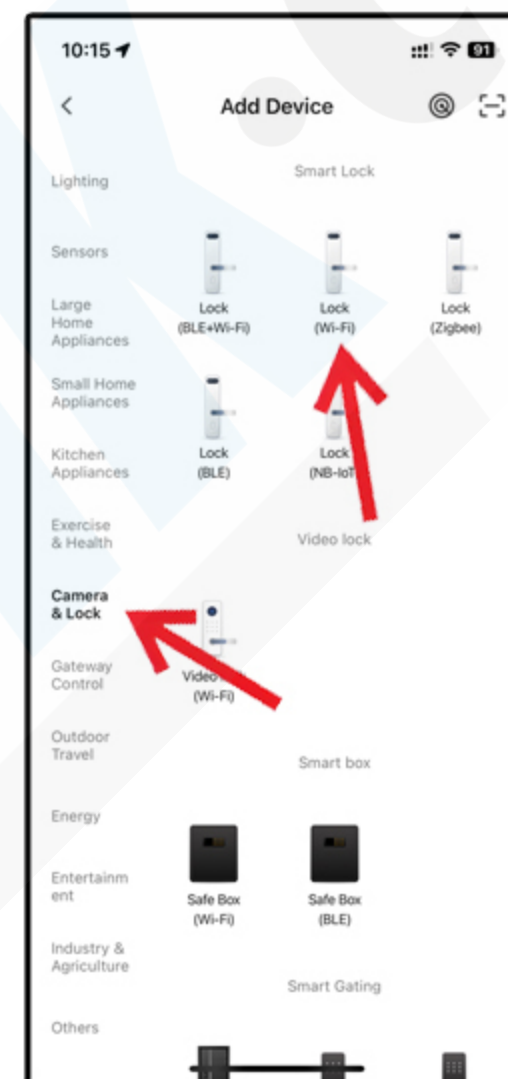 10:15
91
Add Device
Lighting
Sensors
Large
Home
Appliances
Small Home
Appliances
Kitchen
Appliances
Exercise
& Health
Camera
& Lock
Gateway
Control
Outdoor
Travel
Energy
Entertainm
ent
Industry &
Agriculture
Others
Smart Lock
Lock
(BLE+Wi-Fi)
Lock
(Wi-Fi)
Lock
(Zigbee)
Lock
(BLE)
Lock
(NB-IoT
Video lock
Video
(Wi-Fi)
Smart box
Safe Box
(Wi-Fi)
Safe Box
(BLE)
Smart Gating